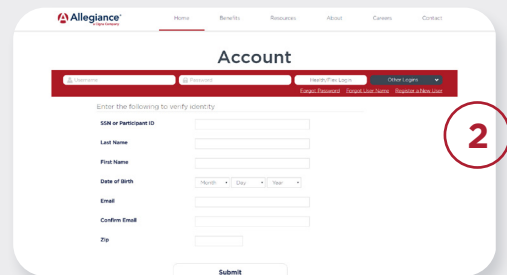 Allegiance
a Cigna Company
Home Benefits Resources About Careers Contact
Account
Username Password Health/Flex Login Other Logins
Forgot Password Forgot User Name Register a New User
Enter the following to verify identity.
SSN or Participant ID
Last Name
First Name
Date of Birth Month Day Year
Email
Confirm Email
Zip
Submit
2